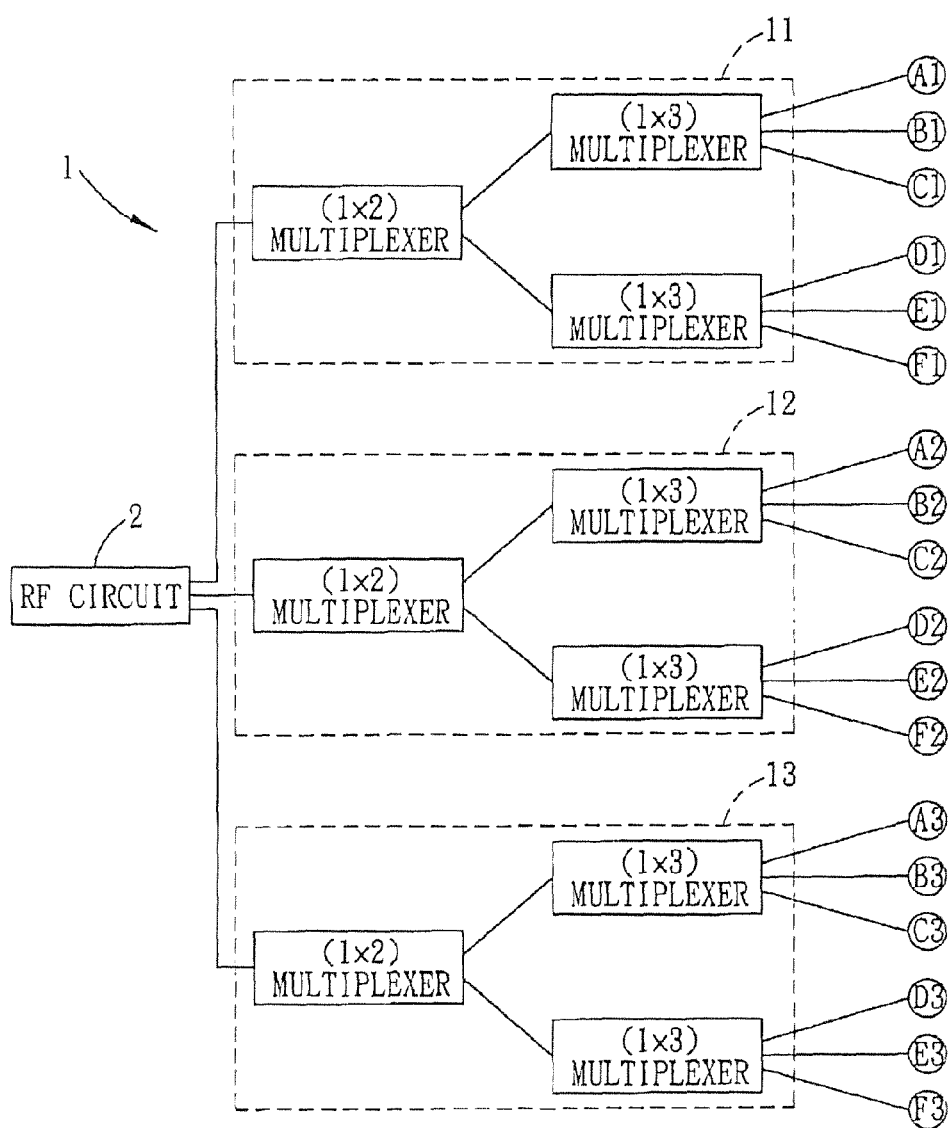 11
A1
(1x3)
MULTIPLEXER
B1
1
C1
(1x2)
MULTIPLEXER
D1
(1x3)
MULTIPLEXER
E1
F1
12
A2
(1x3)
MULTIPLEXER
B2
2
C2
RF CIRCUIT
(1x2)
MULTIPLEXER
D2
(1x3)
MULTIPLEXER
E2
F2
13
A3
(1x3)
MULTIPLEXER
B3
C3
(1x2)
MULTIPLEXER
D3
(1x3)
MULTIPLEXER
E3
F3